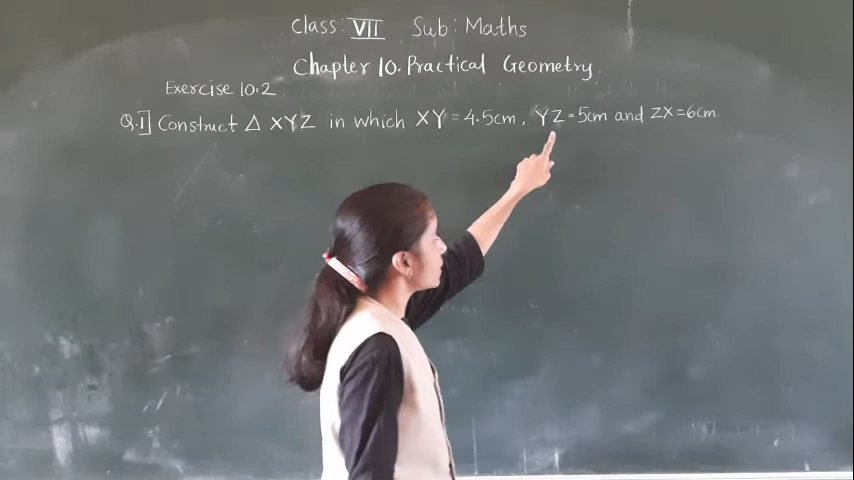 Class: VII Sub: Maths
Chapter 10. Practical Geometry.
Exercise 10.2
Q.1] Construct △ XYZ in which XY = 4.5cm, YZ = 5cm and ZX = 6cm